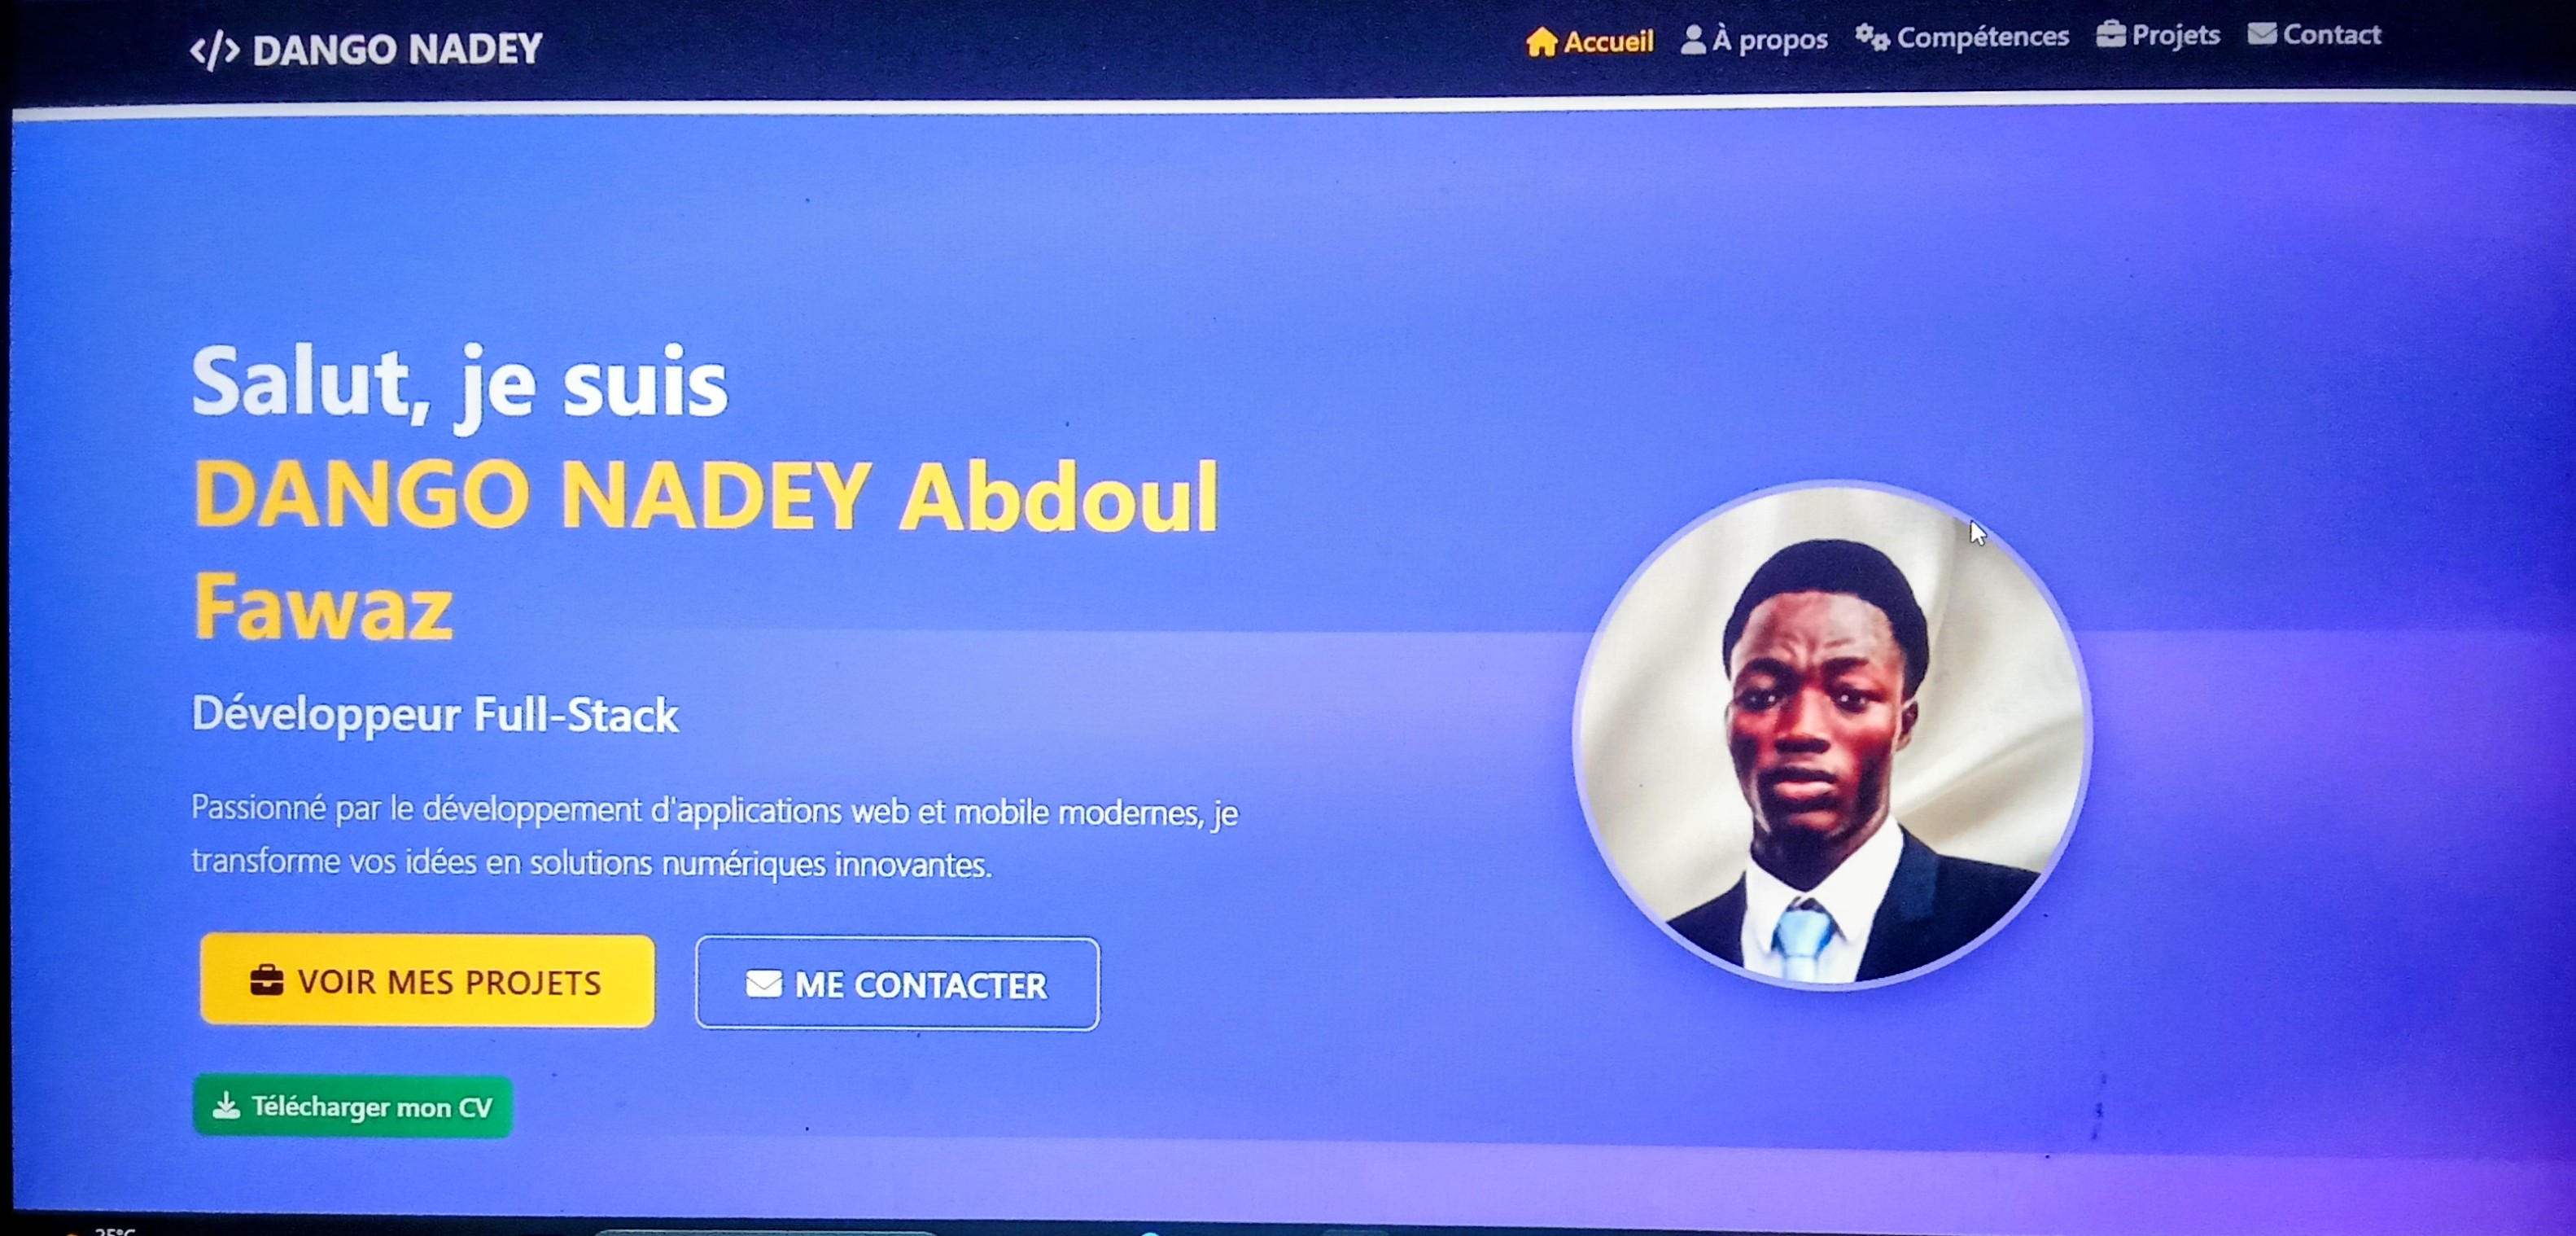 </> DANGO NADEY
Accueil À propos Compétences Projets Contact
Salut, je suis
DANGO NADEY Abdoul
Fawaz
Développeur Full-Stack
Passionné par le développement d'applications web et mobile modernes, je
transforme vos idées en solutions numériques innovantes.
VOIR MES PROJETS
ME CONTACTER
Télécharger mon CV
25°C